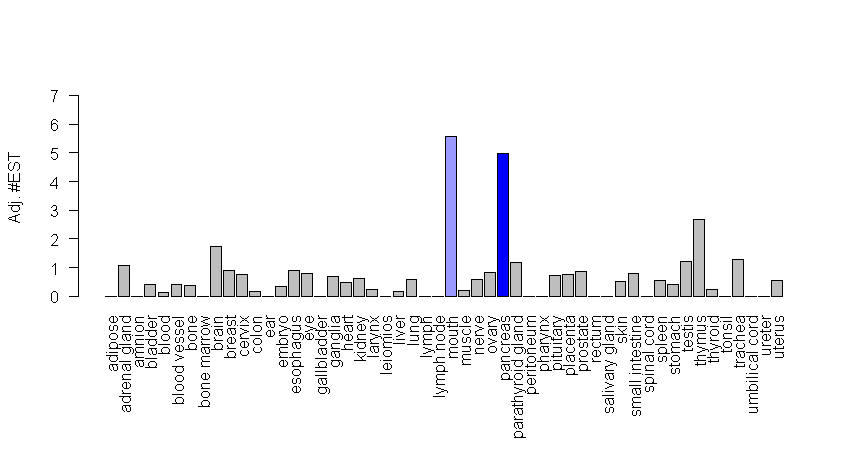 7
6
5
4
3
2
1
0
Adj. #EST
adipose
adrenal gland
amnion
bladder
blood
blood vessel
bone
bone marrow
brain
breast
cervix
colon
ear
embryo
esophagus
eye
gallbladder
ganglia
heart
kidney
larynx
leiomios
liver
lung
lymph
lymph node
mouth
muscle
nerve
ovary
pancreas
parathyroid gland
peritoneum
pharynx
pituitary
placenta
prostate
rectum
salivary gland
skin
small intestine
spinal cord
spleen
stomach
testis
thymus
thyroid
tonsil
trachea
umbilical cord
ureter
uterus